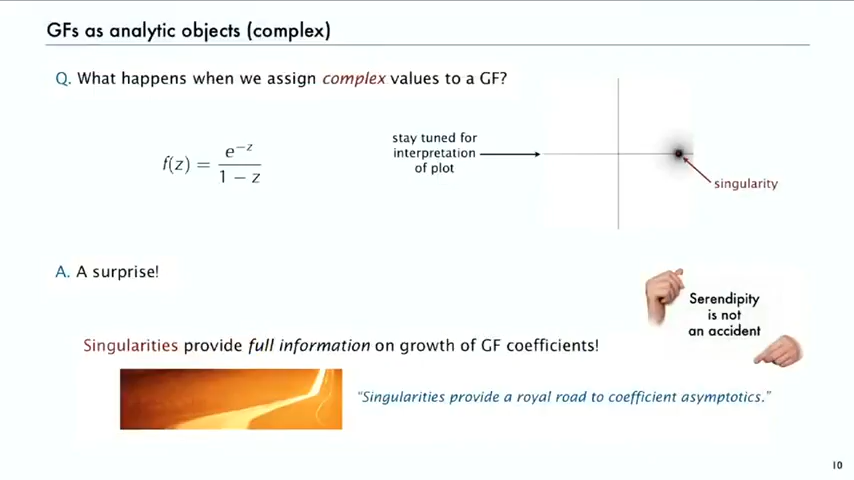 GFs as analytic objects (complex)
Q. What happens when we assign complex values to a GF?
stay tuned for
interpretation
of plot
f(z) = e^{−z} / (1 − z)
singularity
A. A surprise!
Serendipity
is not
an accident
Singularities provide full information on growth of GF coefficients!
“Singularities provide a royal road to coefficient asymptotics.”
10